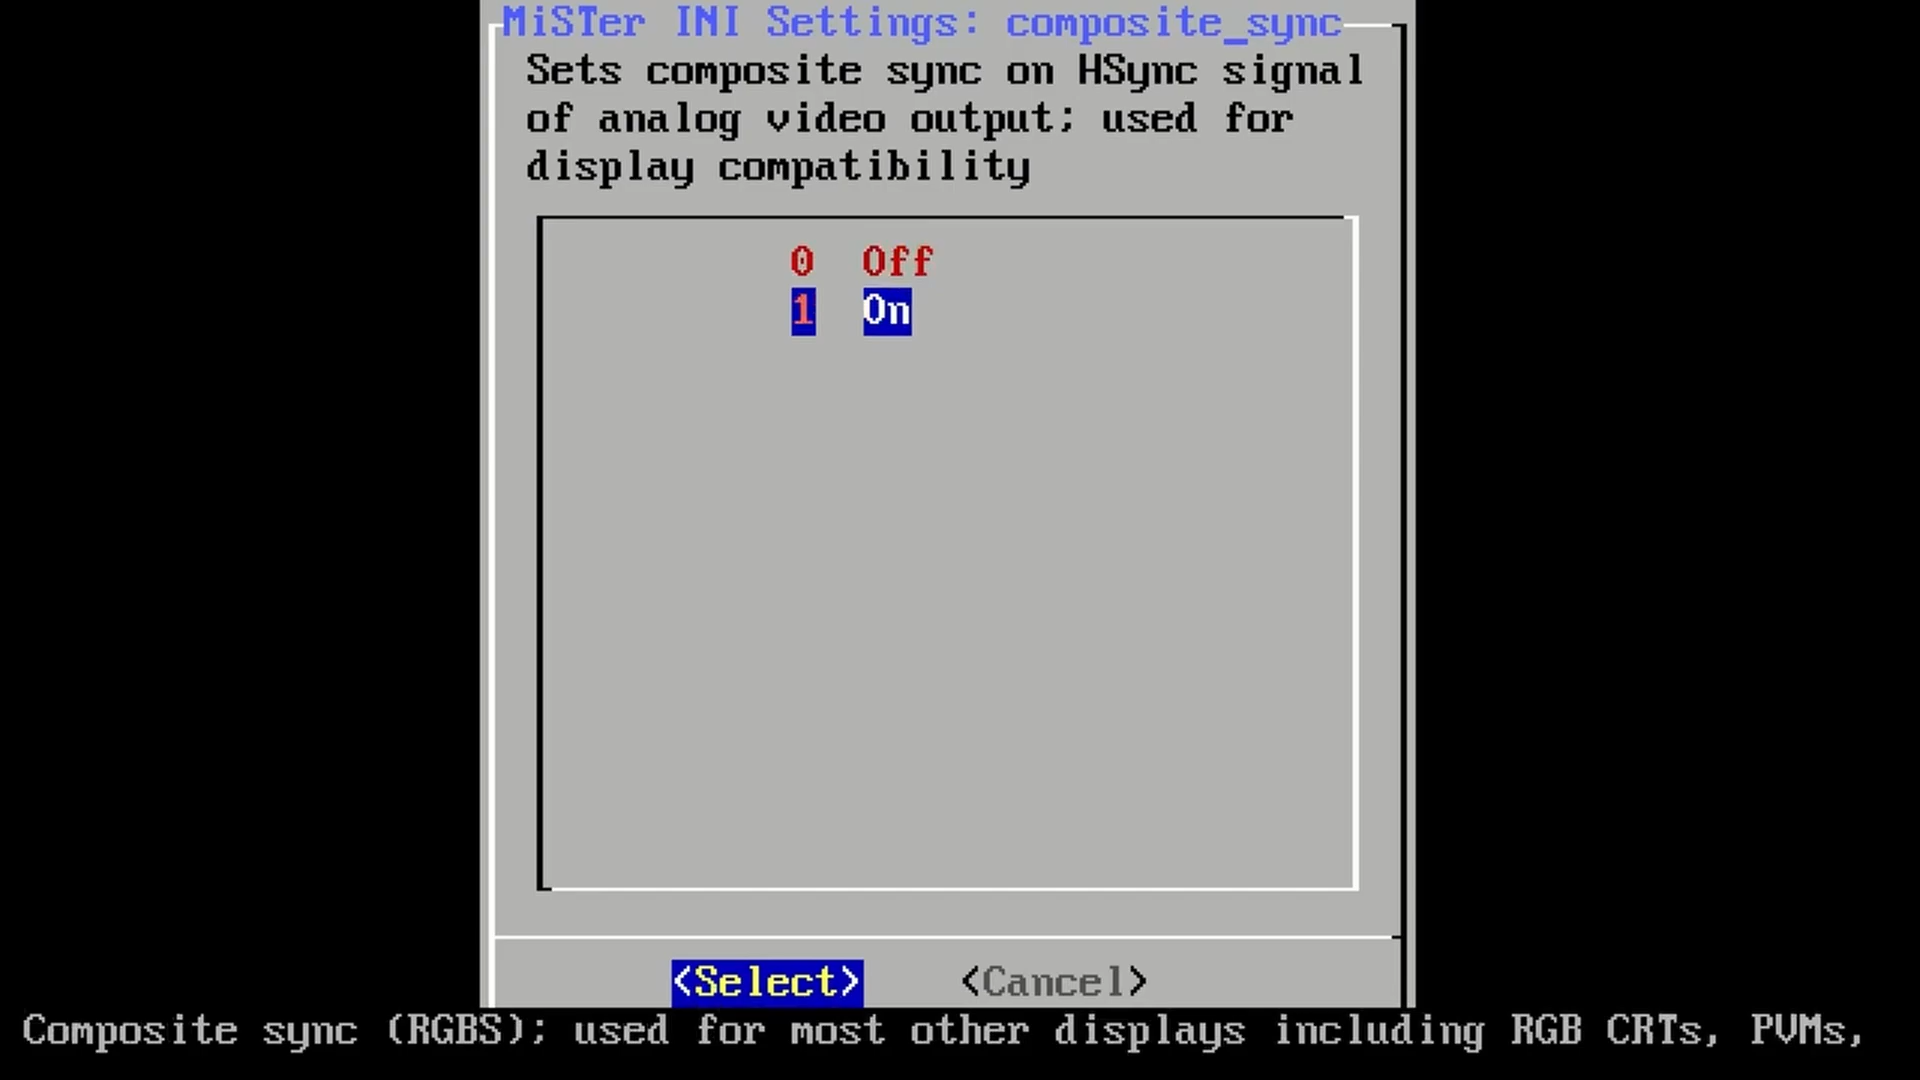 MiSTer INI Settings: composite_sync
Sets composite sync on HSync signal
of analog video output; used for
display compatibility
0 Off
1 On
<Select> <Cancel>
Composite sync (RGBS); used for most other displays including RGB CRTs, PVMs,